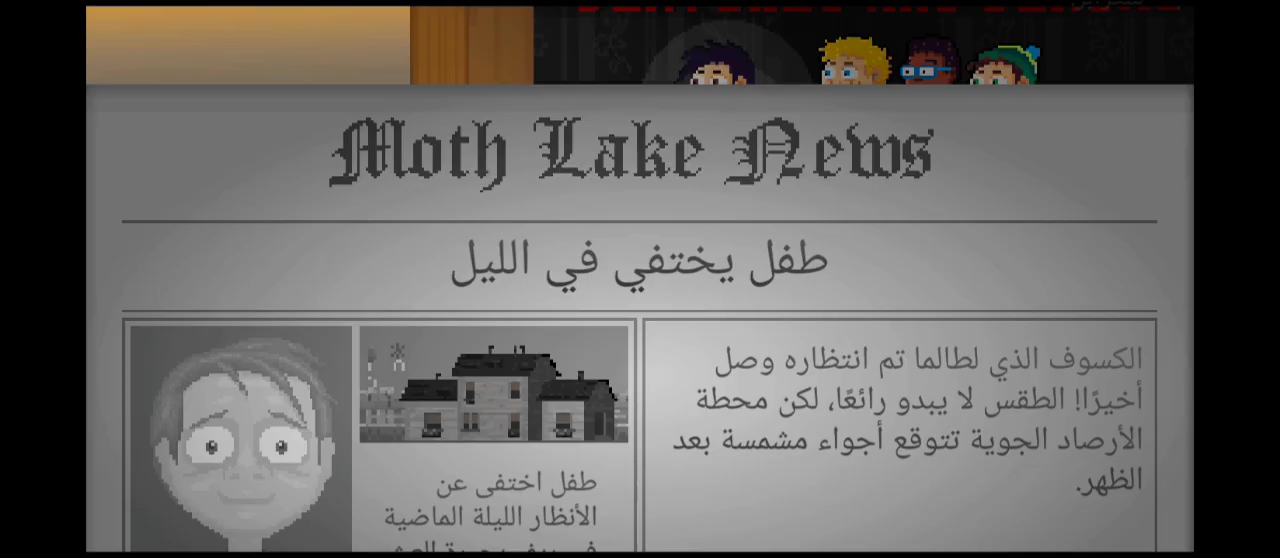 Moth Lake News
طفل يختفي في الليل
الكسوف الذي لطالما تم انتظاره وصل
أخيرًا! الطقس لا يبدو رائعًا، لكن محطة
الأرصاد الجوية تتوقع أجواء مشمسة بعد
الظهر.
طفل اختفى عن
الأنظار الليلة الماضية